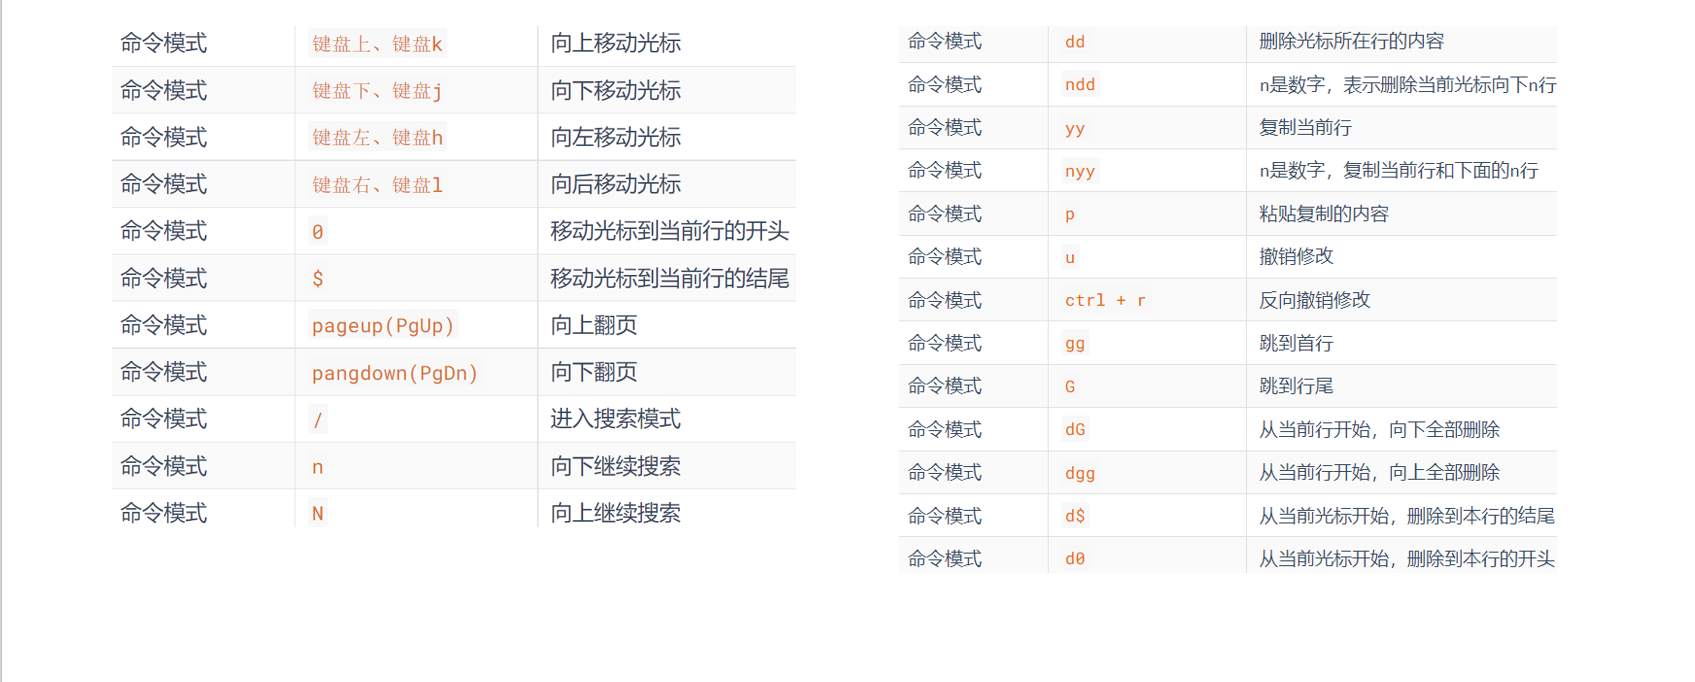 命令模式 键盘上、键盘k 向上移动光标
命令模式 键盘下、键盘j 向下移动光标
命令模式 键盘左、键盘h 向左移动光标
命令模式 键盘右、键盘l 向后移动光标
命令模式 0 移动光标到当前行的开头
命令模式 $ 移动光标到当前行的结尾
命令模式 pageup(PgUp) 向上翻页
命令模式 pangdown(PgDn) 向下翻页
命令模式 / 进入搜索模式
命令模式 n 向下继续搜索
命令模式 N 向上继续搜索
命令模式 dd 删除光标所在行的内容
命令模式 ndd n是数字，表示删除当前光标向下n行
命令模式 yy 复制当前行
命令模式 nyy n是数字，复制当前行和下面的n行
命令模式 p 粘贴复制的内容
命令模式 u 撤销修改
命令模式 ctrl + r 反向撤销修改
命令模式 gg 跳到首行
命令模式 G 跳到行尾
命令模式 dG 从当前行开始，向下全部删除
命令模式 dgg 从当前行开始，向上全部删除
命令模式 d$ 从当前光标开始，删除到本行的结尾
命令模式 d0 从当前光标开始，删除到本行的开头